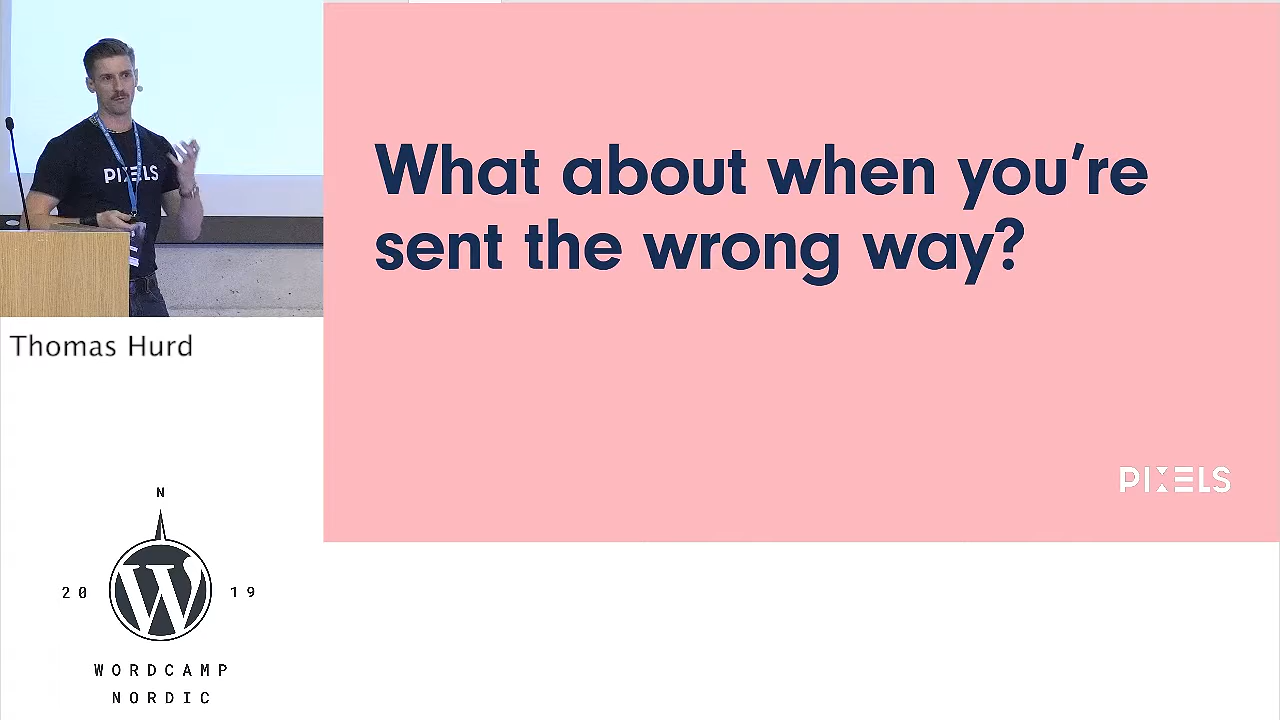 PIXELS
Thomas Hurd
N
20 19
WORDCAMP
NORDIC
What about when you're
sent the wrong way?
PIXELS